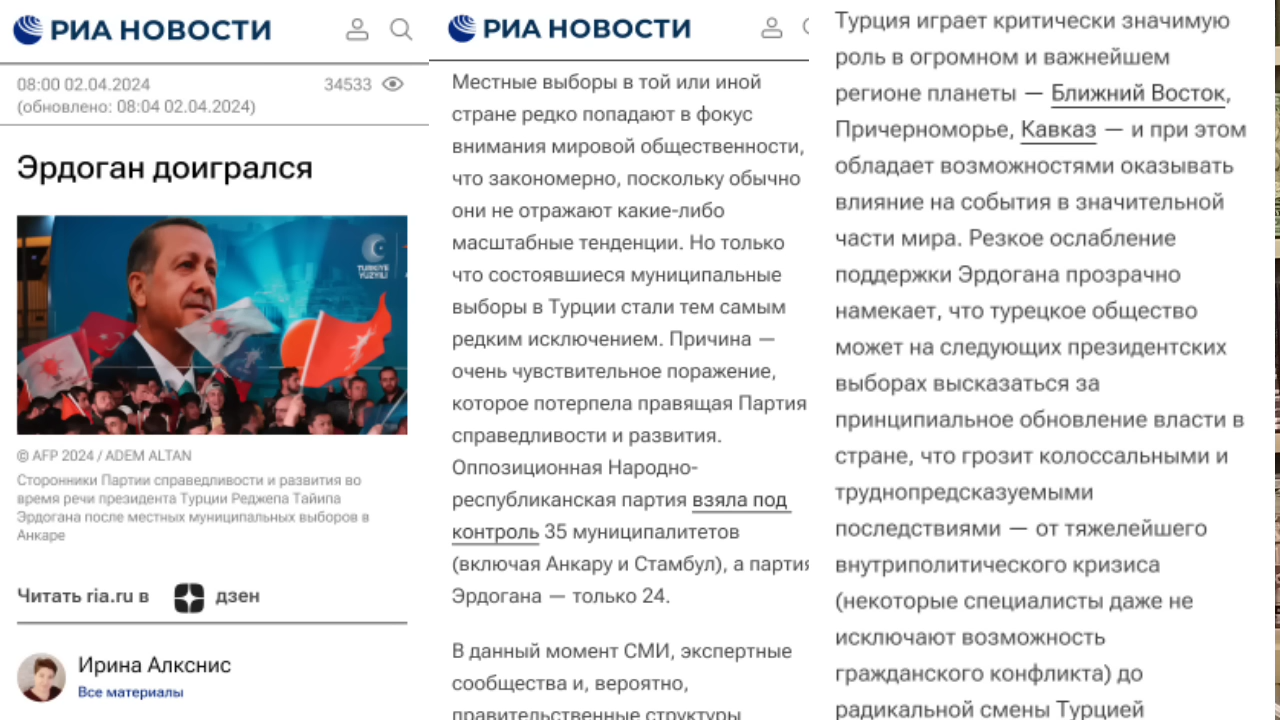 РИА НОВОСТИ
08:00 02.04.2024
34533
(обновлено: 08:04 02.04.2024)
Эрдоган доигрался
TÜRKİYE
YÜZYILI
© AFP 2024 / ADEM ALTAN
Сторонники Партии справедливости и развития во
время речи президента Турции Реджепа Тайипа
Эрдогана после местных муниципальных выборов в
Анкаре
Читать ria.ru в дзен
Ирина Алкснис
Все материалы
РИА НОВОСТИ
Местные выборы в той или иной
стране редко попадают в фокус
внимания мировой общественности,
что закономерно, поскольку обычно
они не отражают какие-либо
масштабные тенденции. Но только
что состоявшиеся муниципальные
выборы в Турции стали тем самым
редким исключением. Причина —
очень чувствительное поражение,
которое потерпела правящая Партия
справедливости и развития.
Оппозиционная Народно-
республиканская партия взяла под
контроль 35 муниципалитетов
(включая Анкару и Стамбул), а партия
Эрдогана — только 24.
В данный момент СМИ, экспертные
сообщества и, вероятно,
правительственные структуры
Турция играет критически значимую
роль в огромном и важнейшем
регионе планеты — Ближний Восток,
Причерноморье, Кавказ — и при этом
обладает возможностями оказывать
влияние на события в значительной
части мира. Резкое ослабление
поддержки Эрдогана прозрачно
намекает, что турецкое общество
может на следующих президентских
выборах высказаться за
принципиальное обновление власти в
стране, что грозит колоссальными и
труднопредсказуемыми
последствиями — от тяжелейшего
внутриполитического кризиса
(некоторые специалисты даже не
исключают возможность
гражданского конфликта) до
радикальной смены Турцией